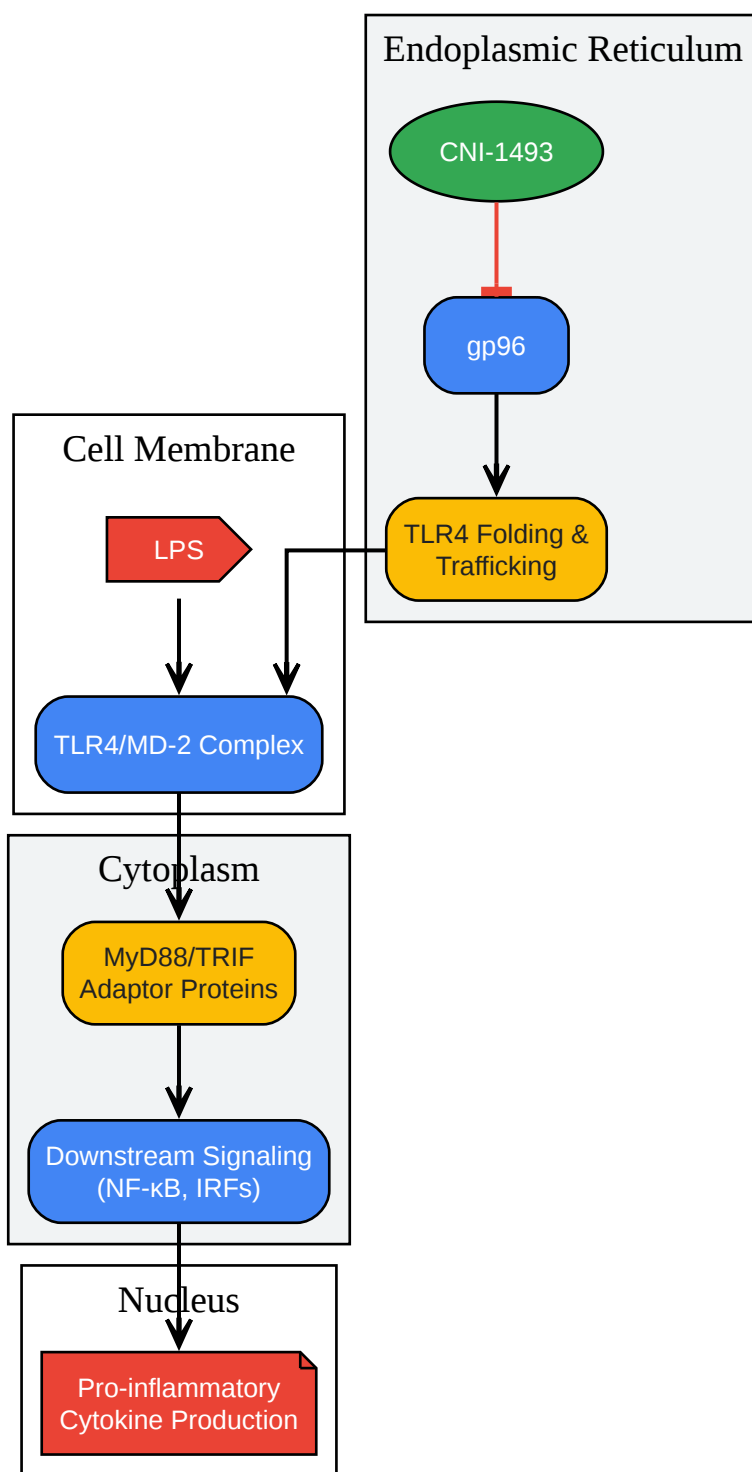 Endoplasmic Reticulum
CNI-1493
gp96
TLR4 Folding &
Trafficking
Cell Membrane
LPS
TLR4/MD-2 Complex
Cytoplasm
MyD88/TRIF
Adaptor Proteins
Downstream Signaling
(NF-κB, IRFs)
Nucleus
Pro-inflammatory
Cytokine Production